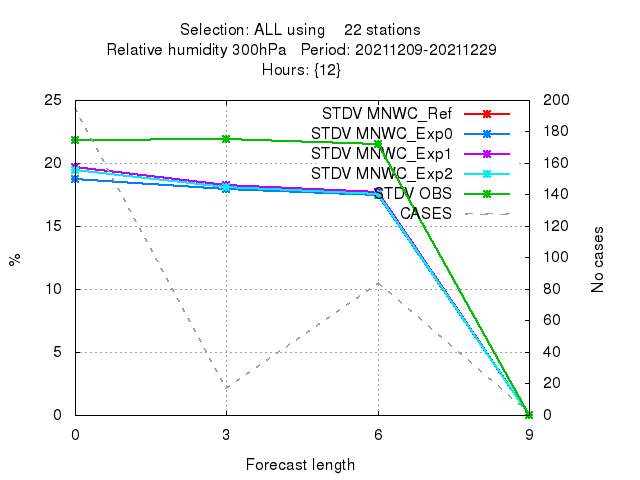 Selection: ALL using 22 stations
Relative humidity 300hPa Period: 20211209-20211229
Hours: {12}
STDV MNWC_Ref
STDV MNWC_Exp0
STDV MNWC_Exp1
STDV MNWC_Exp2
STDV OBS
CASES
25
20
15
10
5
0
%
200
180
160
140
120
100
80
60
40
20
0
No cases
0 3 6 9
Forecast length